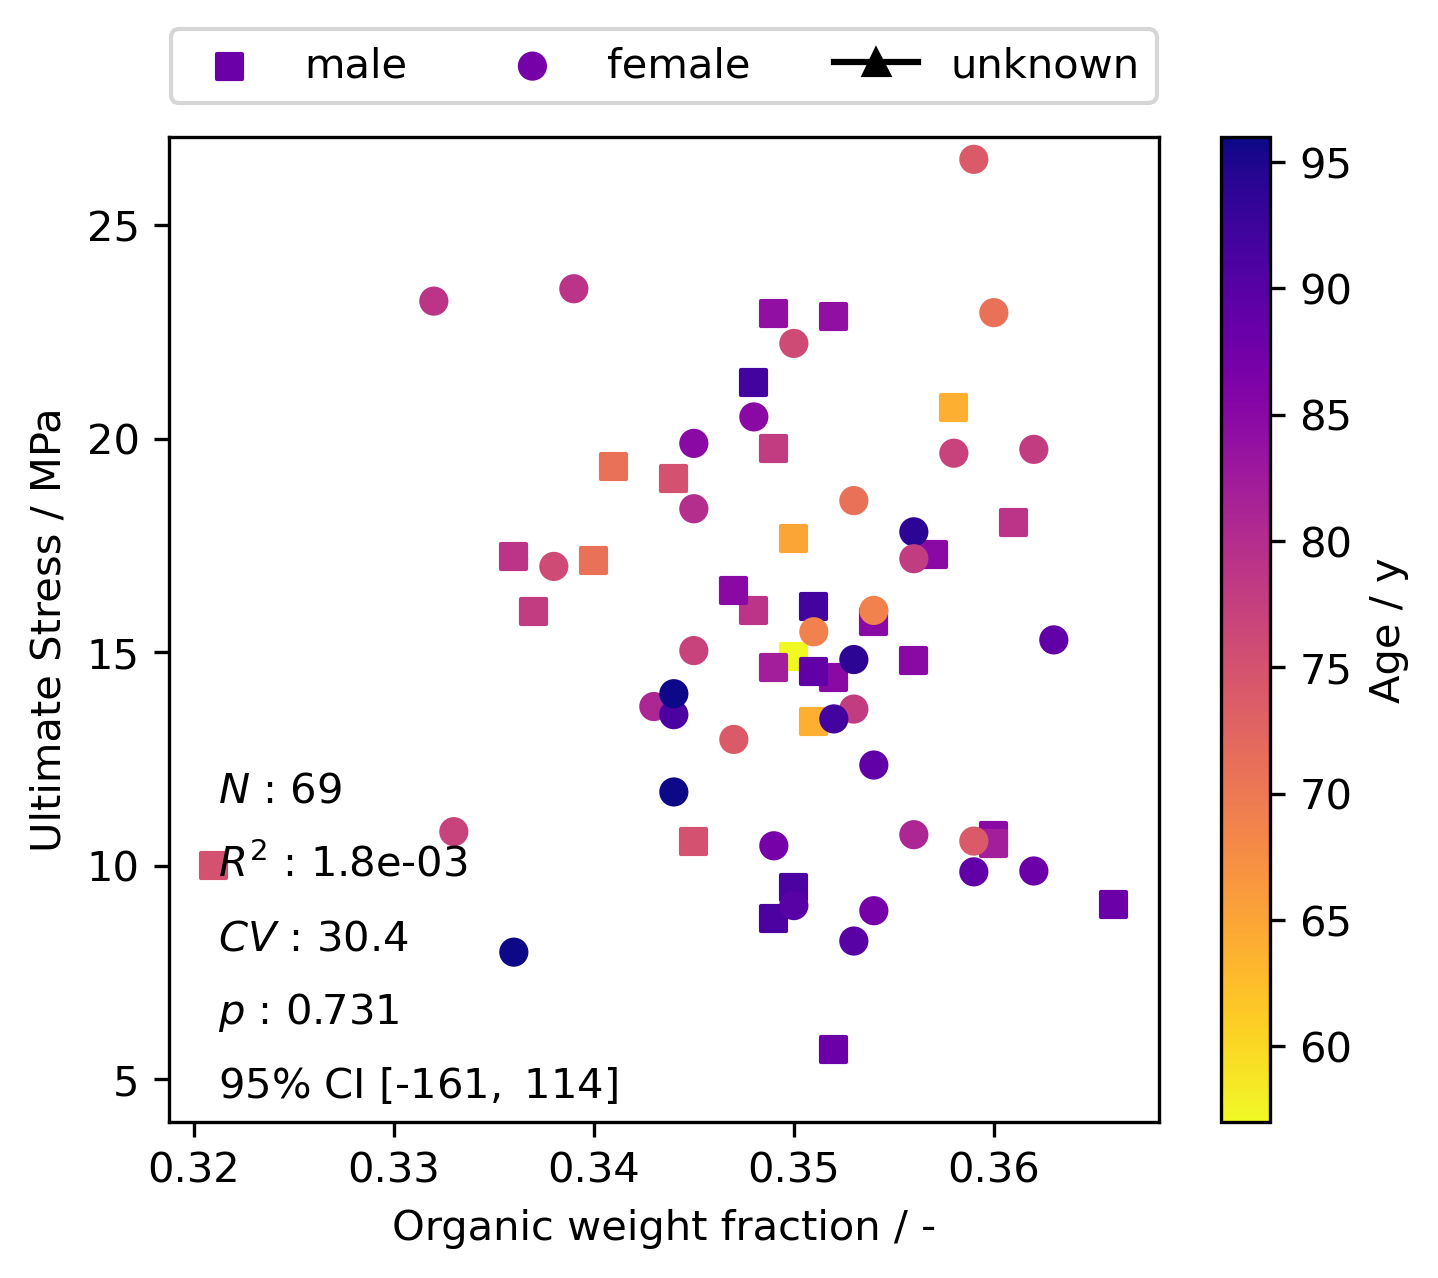 male female unknown
25
20
15
10
5
Ultimate Stress / MPa
N : 69
R² : 1.8e-03
CV : 30.4
p : 0.731
95% CI [-161, 114]
0.32 0.33 0.34 0.35 0.36
Organic weight fraction / -
95
90
85
80
75
70
65
60
Age / y